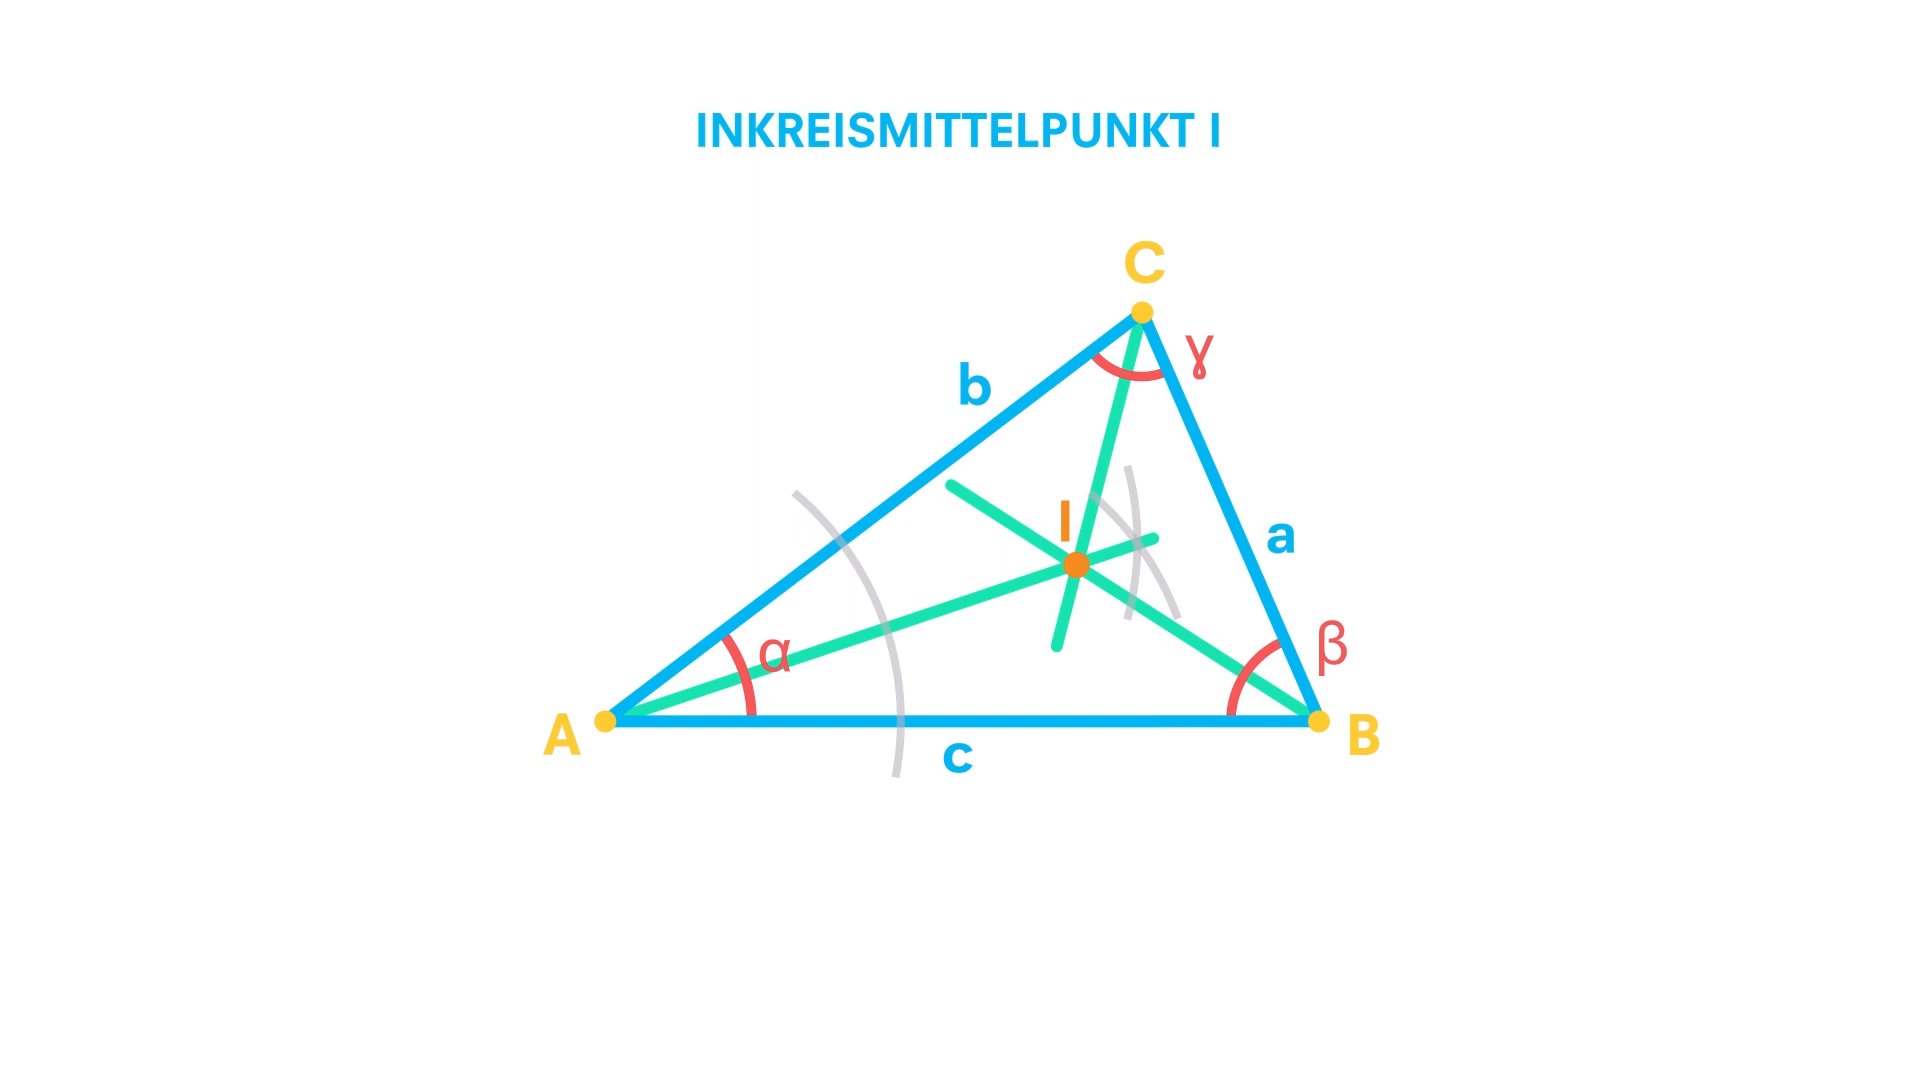 INKREISMITTELPUNKT I
C
γ
b
I
a
α
β
A
B
c